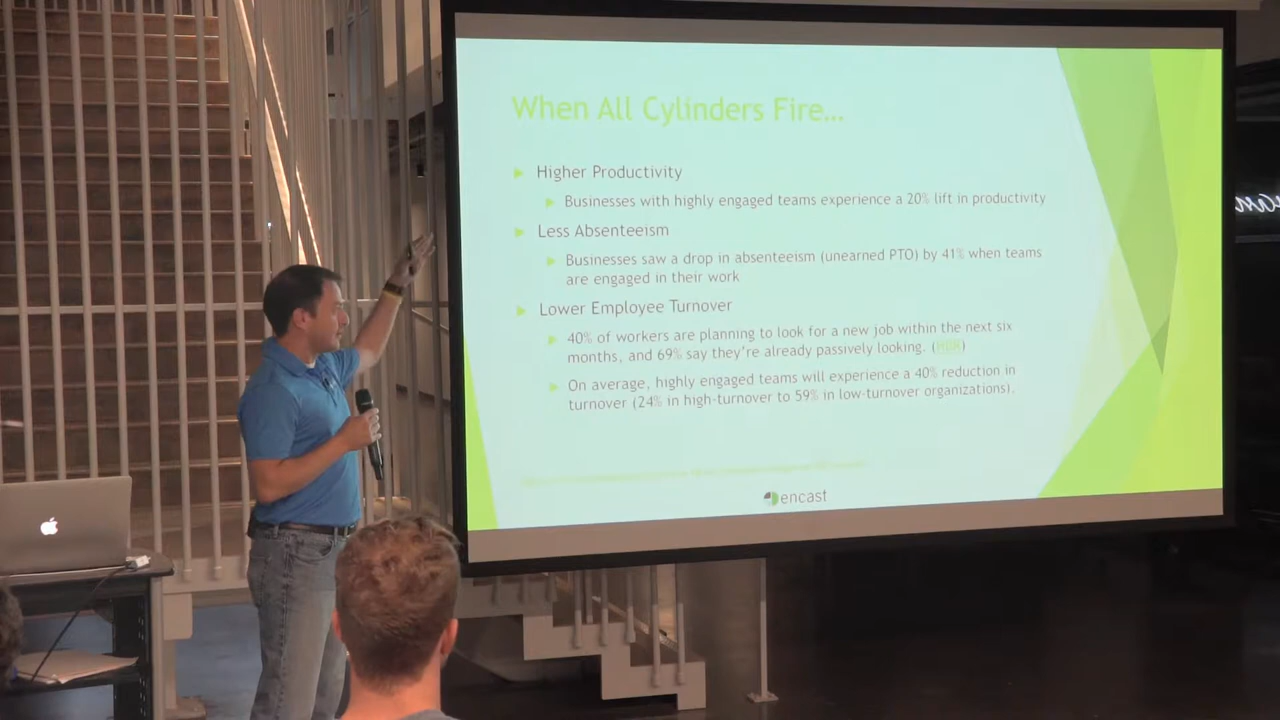 When All Cylinders Fire...
Higher Productivity
Businesses with highly engaged teams experience a 20% lift in productivity
Less Absenteeism
Businesses saw a drop in absenteeism (unearned PTO) by 41% when teams
are engaged in their work
Lower Employee Turnover
40% of workers are planning to look for a new job within the next six
months, and 69% say they're already passively looking. (HBR)
On average, highly engaged teams will experience a 40% reduction in
turnover (24% in high-turnover to 59% in low-turnover organizations).
encast